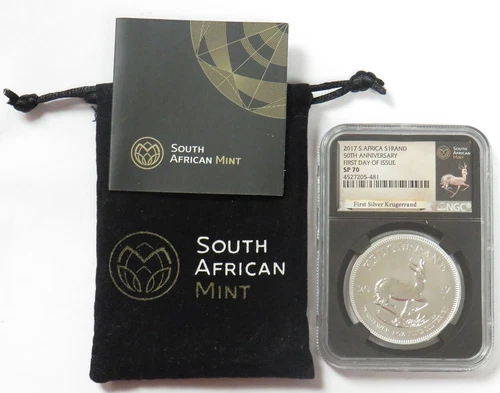 SOUTH
AFRICAN MINT
SOUTH
AFRICAN
MINT
2017 S.AFRICA S1RAND
50TH ANNIVERSARY
FIRST DAY OF ISSUE
SP 70
4527205-481
First Silver Krugerrand
SOUTH
AFRICAN
MINT
NGC
KRUGERRAND